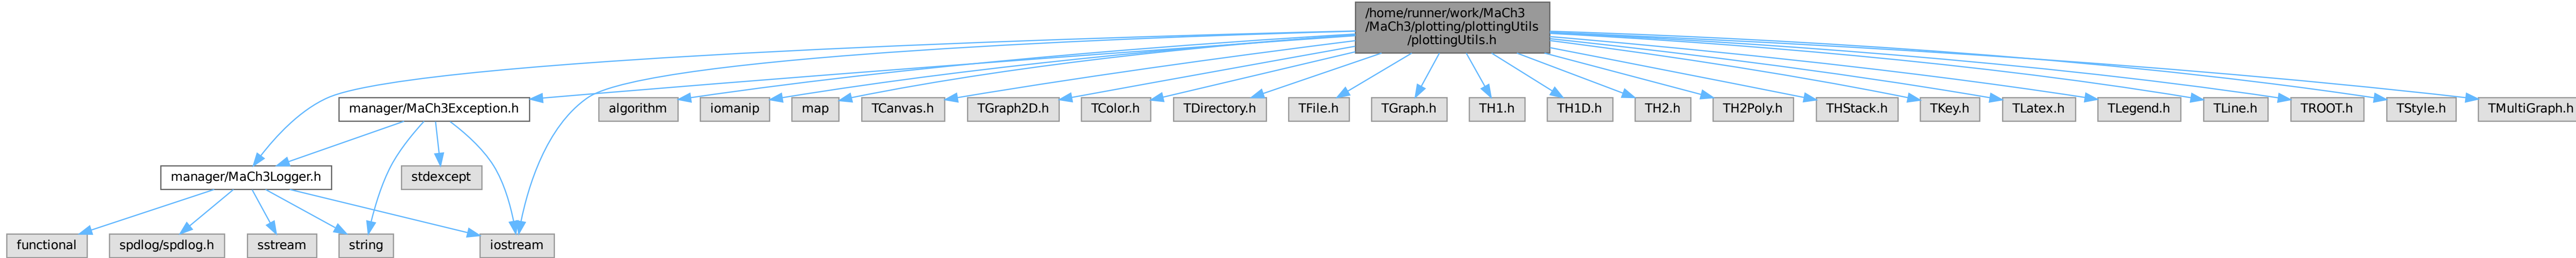 /home/runner/work/MaCh3
/MaCh3/plotting/plottingUtils
/plottingUtils.h
manager/MaCh3Exception.h
algorithm
iomanip
map
TCanvas.h
TGraph2D.h
TColor.h
TDirectory.h
TFile.h
TGraph.h
TH1.h
TH1D.h
TH2.h
TH2Poly.h
THStack.h
TKey.h
TLatex.h
TLegend.h
TLine.h
TROOT.h
TStyle.h
TMultiGraph.h
manager/MaCh3Logger.h
stdexcept
functional
spdlog/spdlog.h
sstream
string
iostream